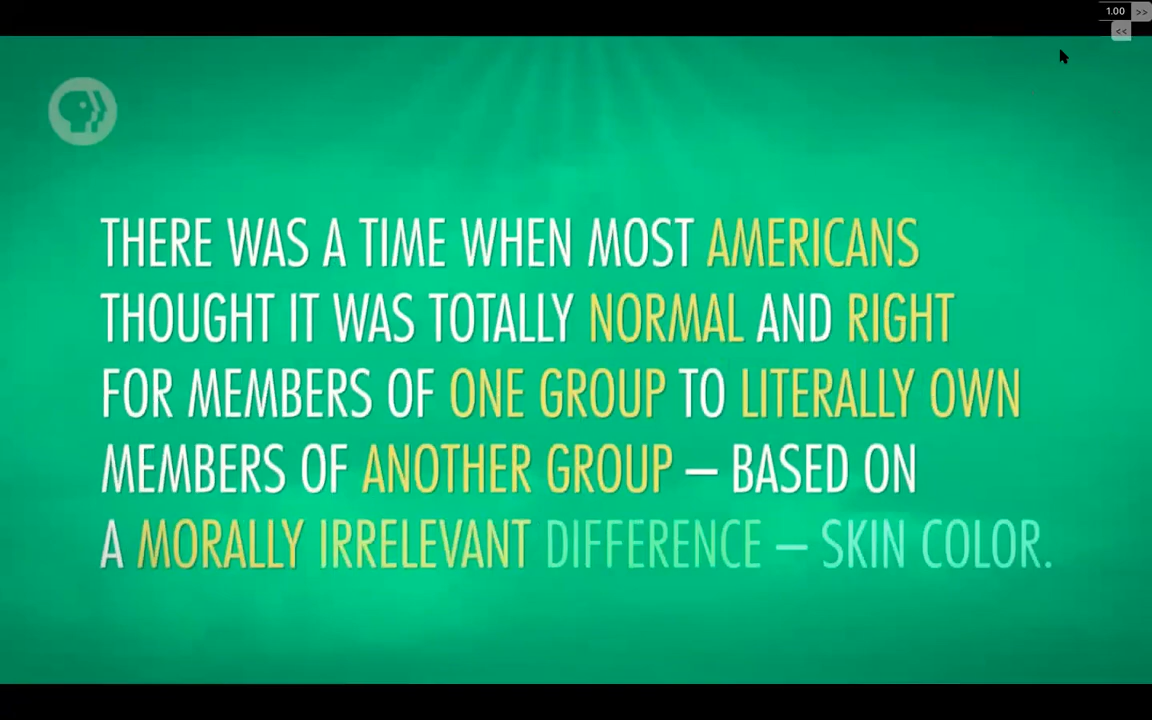 1.00 >>
<<
THERE WAS A TIME WHEN MOST AMERICANS
THOUGHT IT WAS TOTALLY NORMAL AND RIGHT
FOR MEMBERS OF ONE GROUP TO LITERALLY OWN
MEMBERS OF ANOTHER GROUP – BASED ON
A MORALLY IRRELEVANT DIFFERENCE – SKIN COLOR.